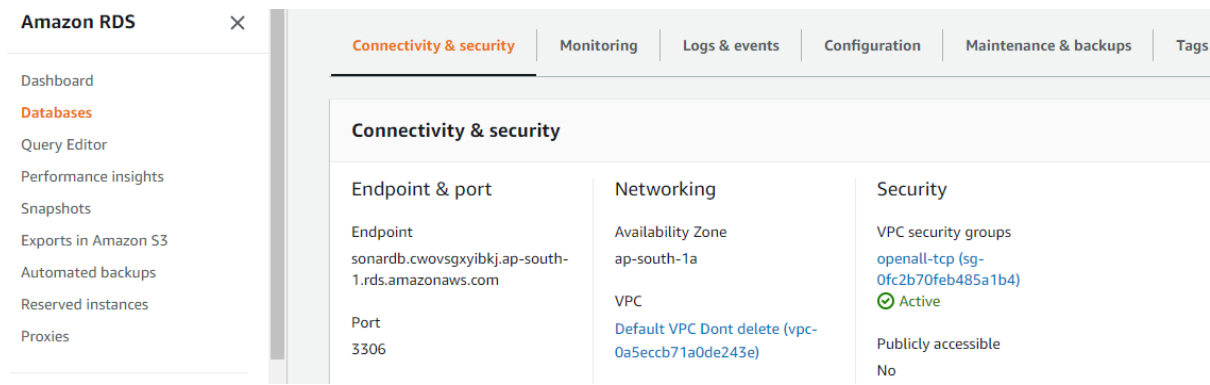 Amazon RDS
Dashboard
Databases
Query Editor
Performance insights
Snapshots
Exports in Amazon S3
Automated backups
Reserved instances
Proxies
Connectivity & security
Monitoring
Logs & events
Configuration
Maintenance & backups
Tags
Connectivity & security
Endpoint & port
Endpoint
sonardb.cwovsgxyibkj.ap-south-
1.rds.amazonaws.com
Port
3306
Networking
Availability Zone
ap-south-1a
VPC
Default VPC Dont delete (vpc-
0a5eccb71a0de243e)
Security
VPC security groups
openall-tcp (sg-
0fc2b70feb485a1b4)
Active
Publicly accessible
No